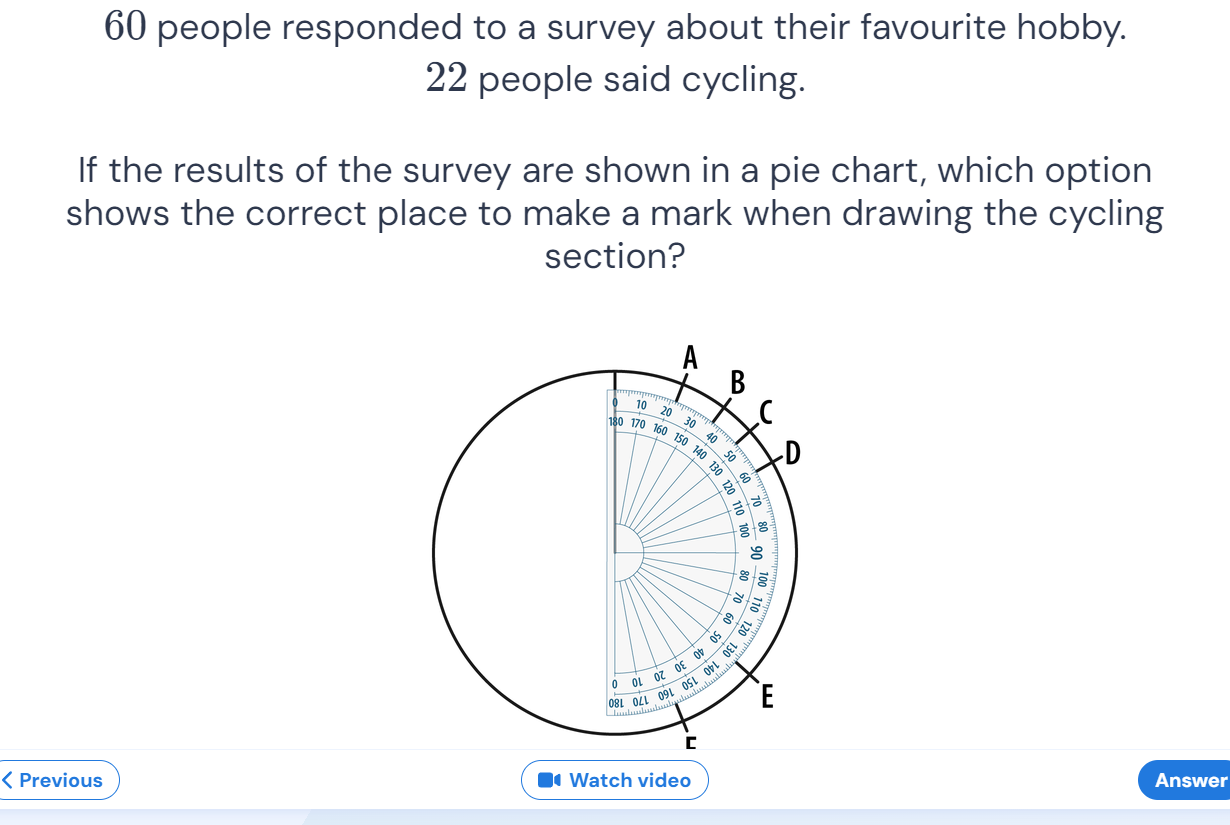 60 people responded to a survey about their favourite hobby.
22 people said cycling.
If the results of the survey are shown in a pie chart, which option
shows the correct place to make a mark when drawing the cycling
section?
A
B
C
D
0 10 20 30 40 50 60 70 80 90 100 110 120 130 140 150 160 170 180
180 170 160 150 140 130 120 110 100 80 70 60 50 40 30 20 10 0
E
F
Previous
Watch video
Answer